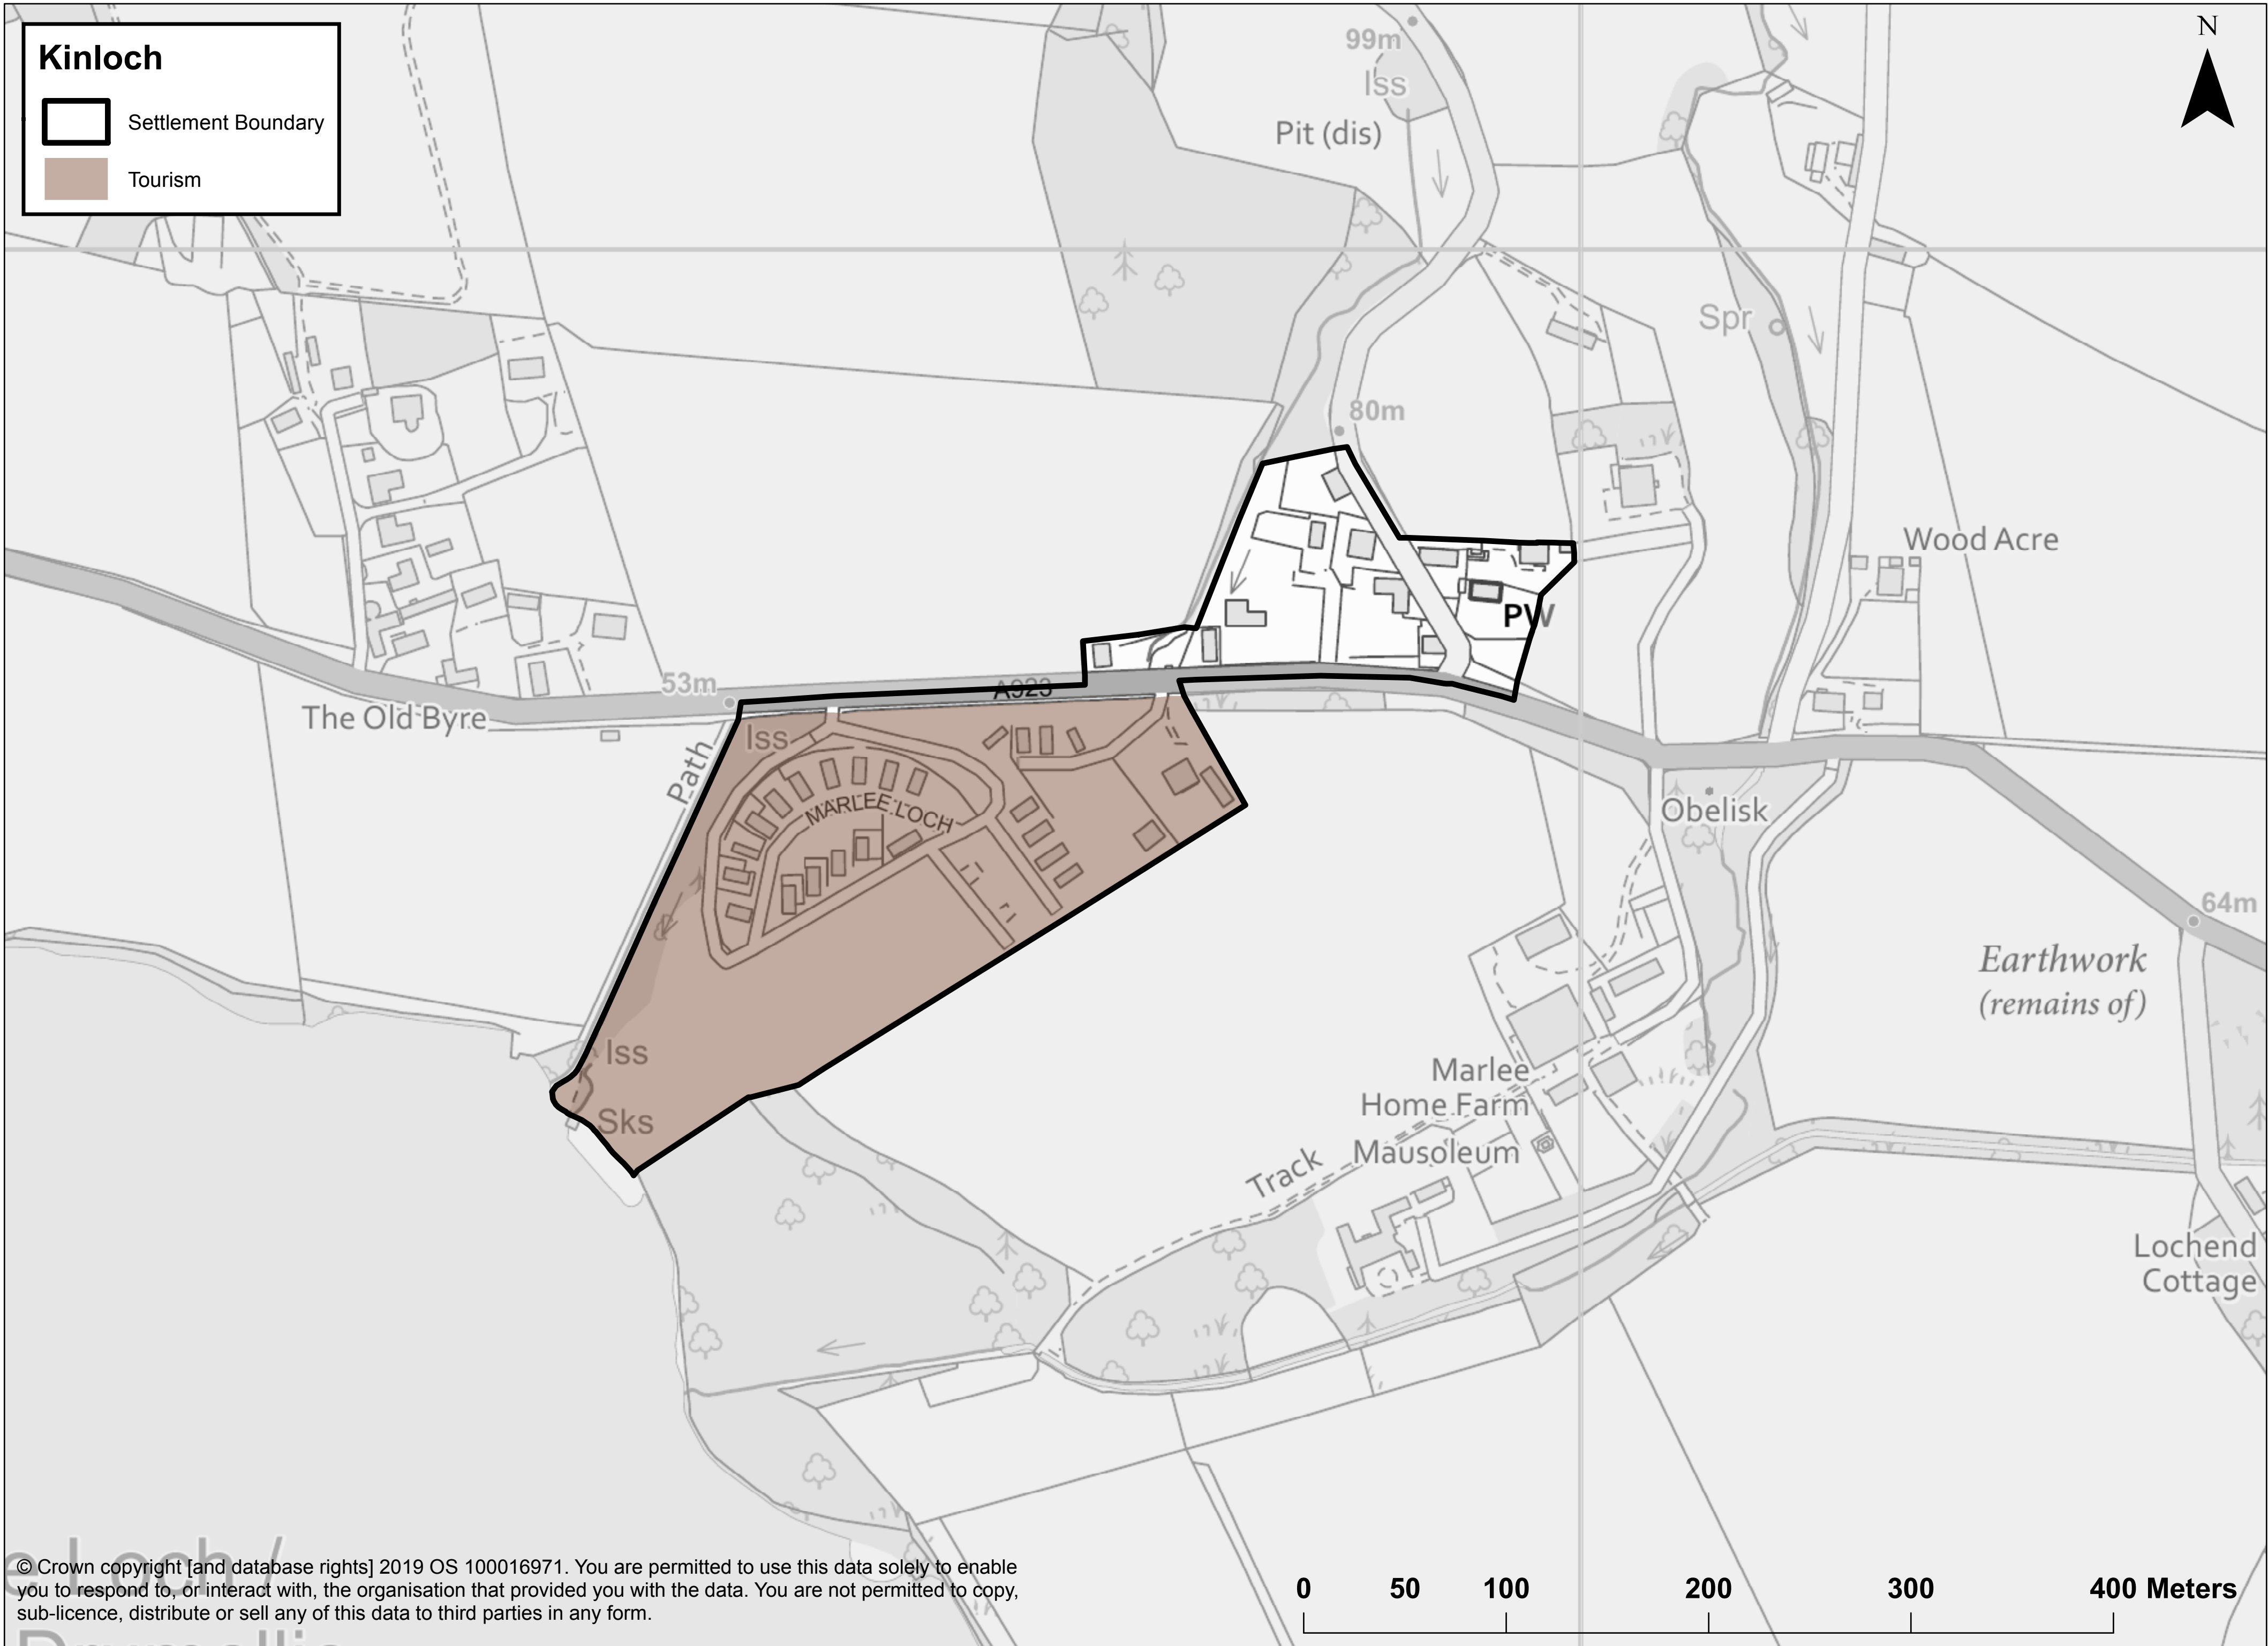 Kinloch
Settlement Boundary
Tourism
N
99m
Iss
Pit (dis)
Spr
80m
Wood Acre
PW
53m
A923
The Old Byre
Iss
Path
MARLEE LOCH
Obelisk
64m
Earthwork
(remains of)
Iss
Sks
Marlee
Home Farm
Mausoleum
Track
Lochend
Cottage
e Loch /
© Crown copyright [and database rights] 2019 OS 100016971. You are permitted to use this data solely to enable
you to respond to, or interact with, the organisation that provided you with the data. You are not permitted to copy,
sub-licence, distribute or sell any of this data to third parties in any form.
0 50 100 200 300 400 Meters